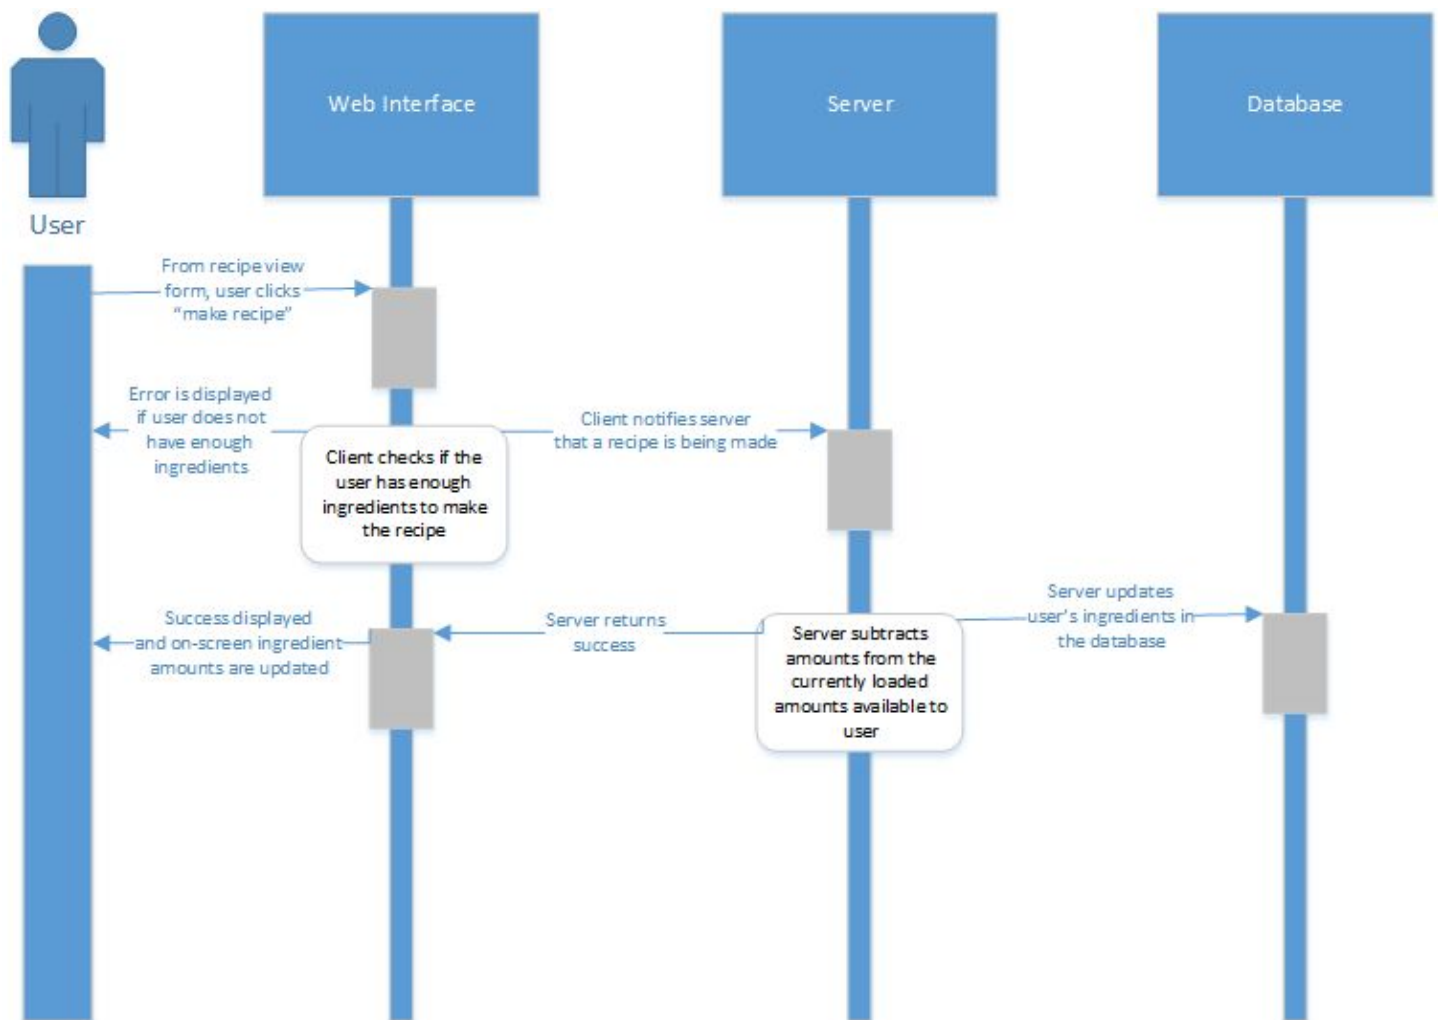 Web Interface
Server
Database
User
From recipe view
form, user clicks
“make recipe”
Error is displayed
if user does not
have enough
ingredients
Client checks if the
user has enough
ingredients to make
the recipe
Client notifies server
that a recipe is being made
Success displayed
and on-screen ingredient
amounts are updated
Server returns
success
Server subtracts
amounts from the
currently loaded
amounts available to
user
Server updates
user's ingredients in
the database